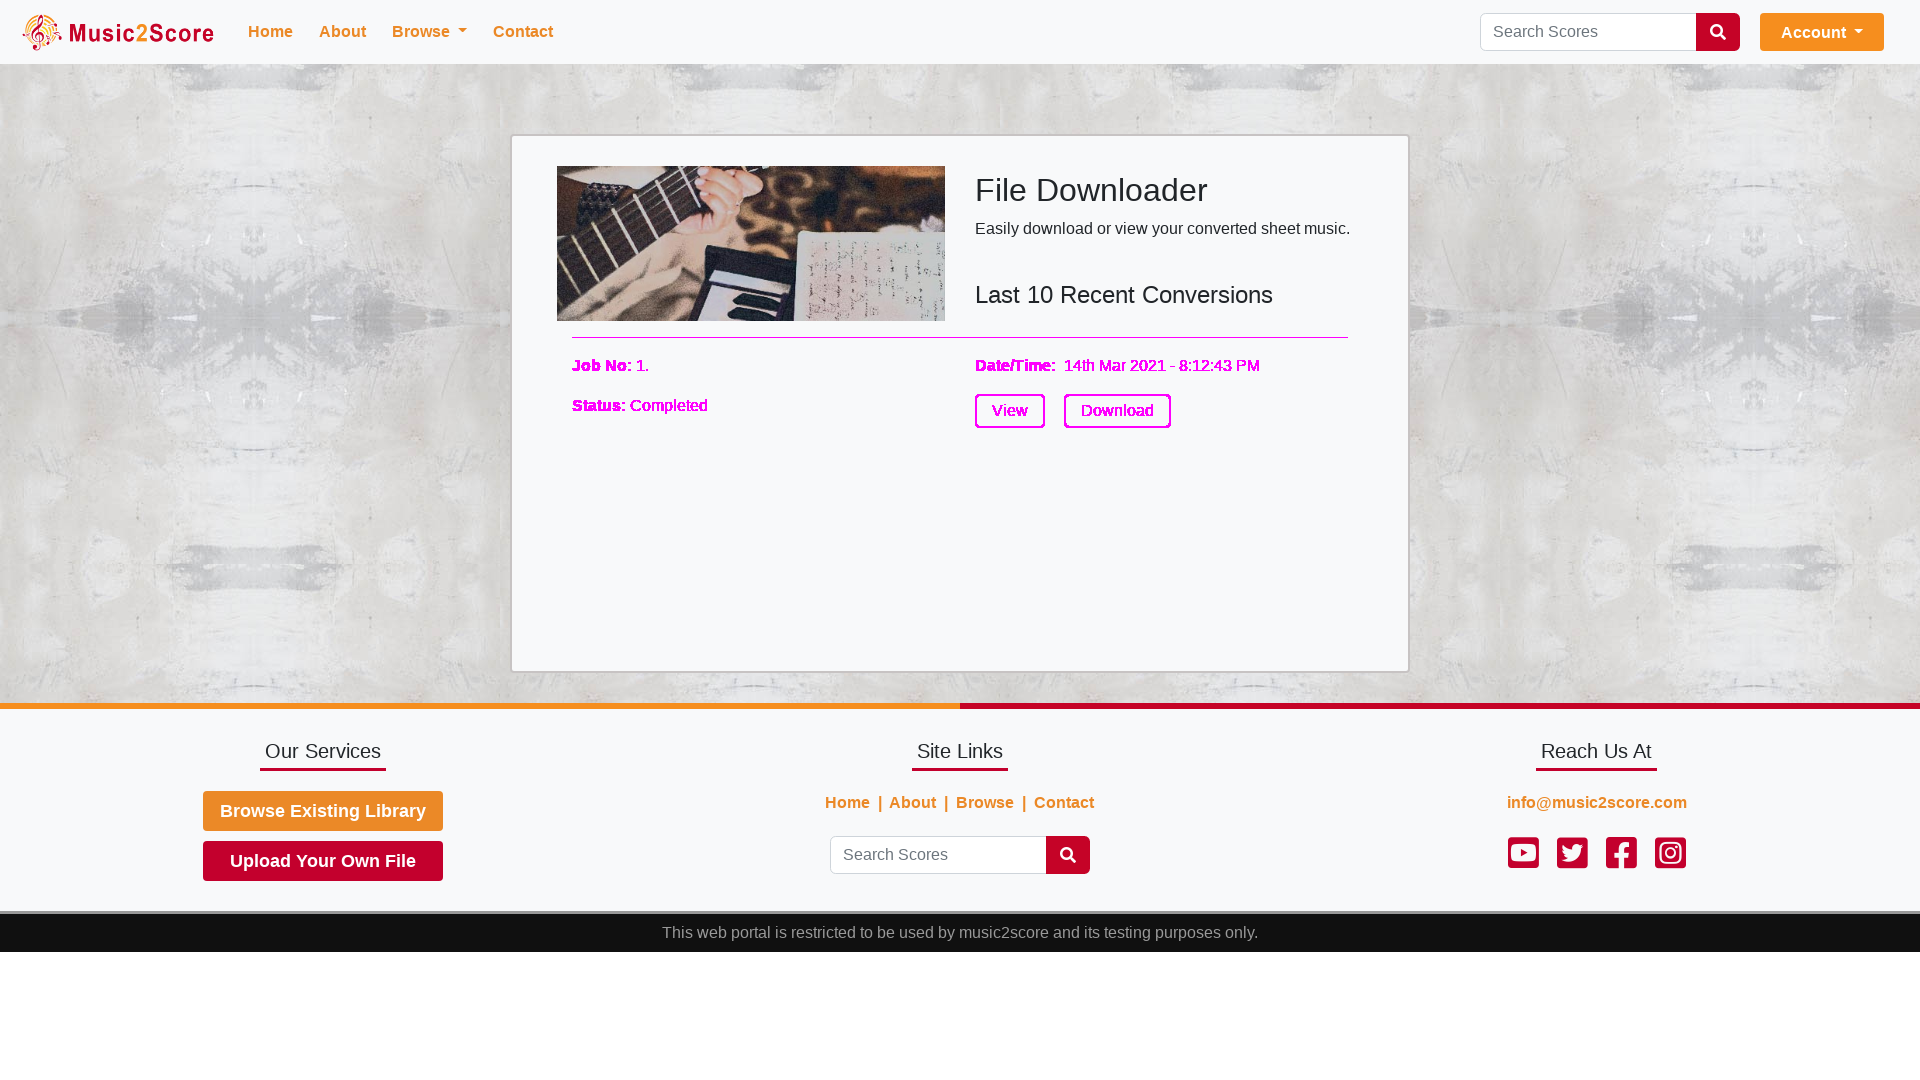 Music2Score Home About Browse Contact Search Scores Account
File Downloader
Easily download or view your converted sheet music.
Last 10 Recent Conversions
Job No: 1. Date/Time: 14th Mar 2021 - 8:12:43 PM
Status: Completed View Download
Our Services Site Links Reach Us At
Browse Existing Library Home | About | Browse | Contact info@music2score.com
Upload Your Own File Search Scores
This web portal is restricted to be used by music2score and its testing purposes only.